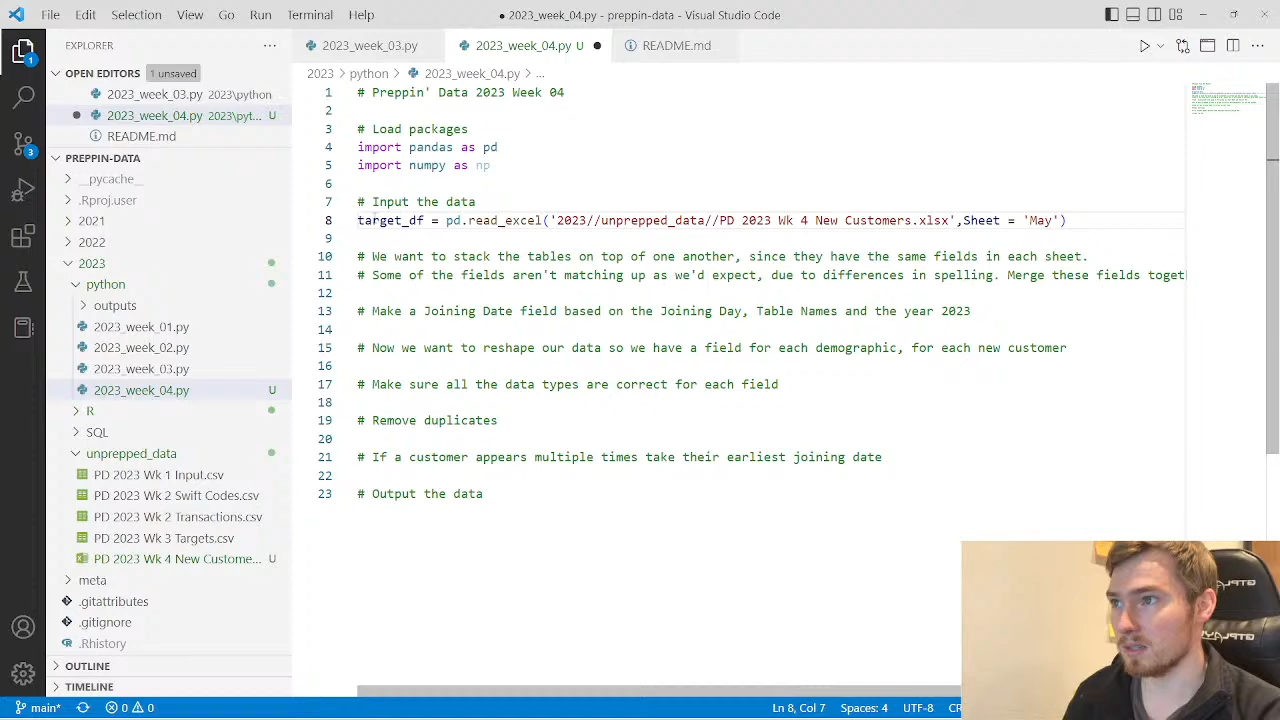 File Edit Selection View Go Run Terminal Help
● 2023_week_04.py - preppin-data - Visual Studio Code
EXPLORER
2023_week_03.py
2023_week_04.py U
README.md
OPEN EDITORS 1 unsaved
2023_week_03.py 2023\python
2023_week_04.py 2023\pyt... U
README.md
PREPPIN-DATA
__pycache__
.Rproj.user
2021
2022
2023
python
outputs
2023_week_01.py
2023_week_02.py
2023_week_03.py
2023_week_04.py U
R
SQL
unprepped_data
PD 2023 Wk 1 Input.csv
PD 2023 Wk 2 Swift Codes.csv
PD 2023 Wk 2 Transactions.csv
PD 2023 Wk 3 Targets.csv
PD 2023 Wk 4 New Custome... U
meta
.gitattributes
.gitignore
.Rhistory
OUTLINE
TIMELINE
1
3
2023 > python > 2023_week_04.py > ...
1 # Preppin' Data 2023 Week 04
2
3 # Load packages
4 import pandas as pd
5 import numpy as np
6
7 # Input the data
8 target_df = pd.read_excel('2023//unprepped_data//PD 2023 Wk 4 New Customers.xlsx',Sheet = 'May')
9
10 # We want to stack the tables on top of one another, since they have the same fields in each sheet.
11 # Some of the fields aren't matching up as we'd expect, due to differences in spelling. Merge these fields toget
12
13 # Make a Joining Date field based on the Joining Day, Table Names and the year 2023
14
15 # Now we want to reshape our data so we have a field for each demographic, for each new customer
16
17 # Make sure all the data types are correct for each field
18
19 # Remove duplicates
20
21 # If a customer appears multiple times take their earliest joining date
22
23 # Output the data
GTPLAYER
main* 0 0
Ln 8, Col 7 Spaces: 4 UTF-8 CR